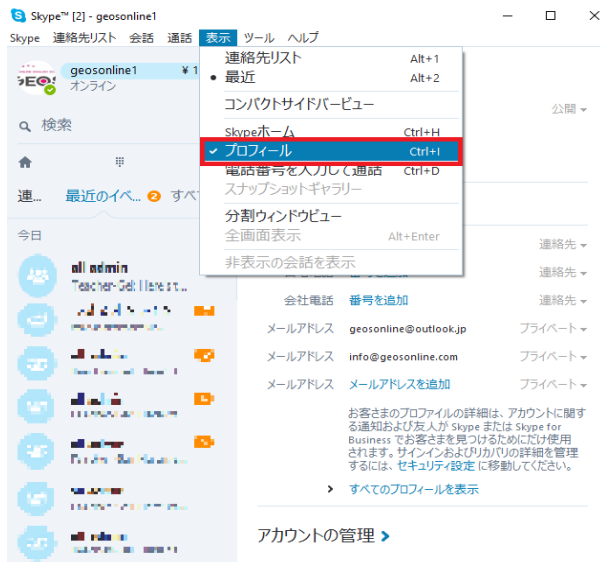 Skype™ [2] - geosonline1
Skype 連絡先リスト 会話 通話 表示 ツール ヘルプ
geosonline1 ¥ 1
オンライン
検索
連... 最近のイベ... 2 すべ
今日
all admin
連絡先リスト Alt+1
最近 Alt+2
コンパクトサイドバービュー
Skypeホーム Ctrl+H
プロフィール Ctrl+I
電話番号を入力して通話 Ctrl+D
スナップショットギャラリー
分割ウィンドウビュー
全画面表示 Alt+Enter
非表示の会話を表示
公開
連絡先
番号を追加 連絡先
会社電話 番号を追加 連絡先
メールアドレス geosonline@outlook.jp プライベート
メールアドレス info@geosonline.com プライベート
メールアドレス メールアドレスを追加 プライベート
お客さまのプロファイルの詳細は、アカウントに関す
る通知および友人が Skype または Skype for
Business でお客さまを見つけるためにだけ使用
されます。サインインおよびリカバリの詳細を管理
するには、セキュリティ設定 に移動してください。
すべてのプロフィールを表示
アカウントの管理